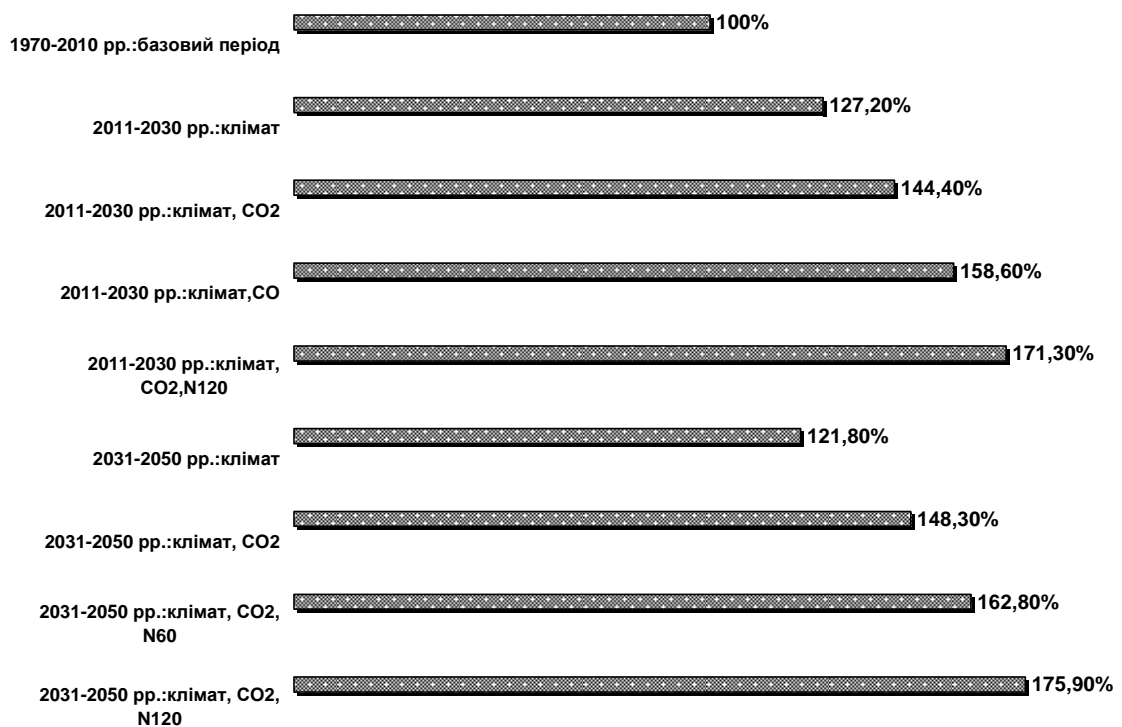 100%
1970-2010 рр.:базовий період
127,20%
2011-2030 рр.:клімат
144,40%
2011-2030 рр.:клімат, СО2
158,60%
2011-2030 рр.:клімат,СО
171,30%
2011-2030 рр.:клімат,
СО2,N120
121,80%
2031-2050 рр.:клімат
148,30%
2031-2050 рр.:клімат, СО2
162,80%
2031-2050 рр.:клімат, СО2,
N60
175,90%
2031-2050 рр.:клімат, СО2,
N120